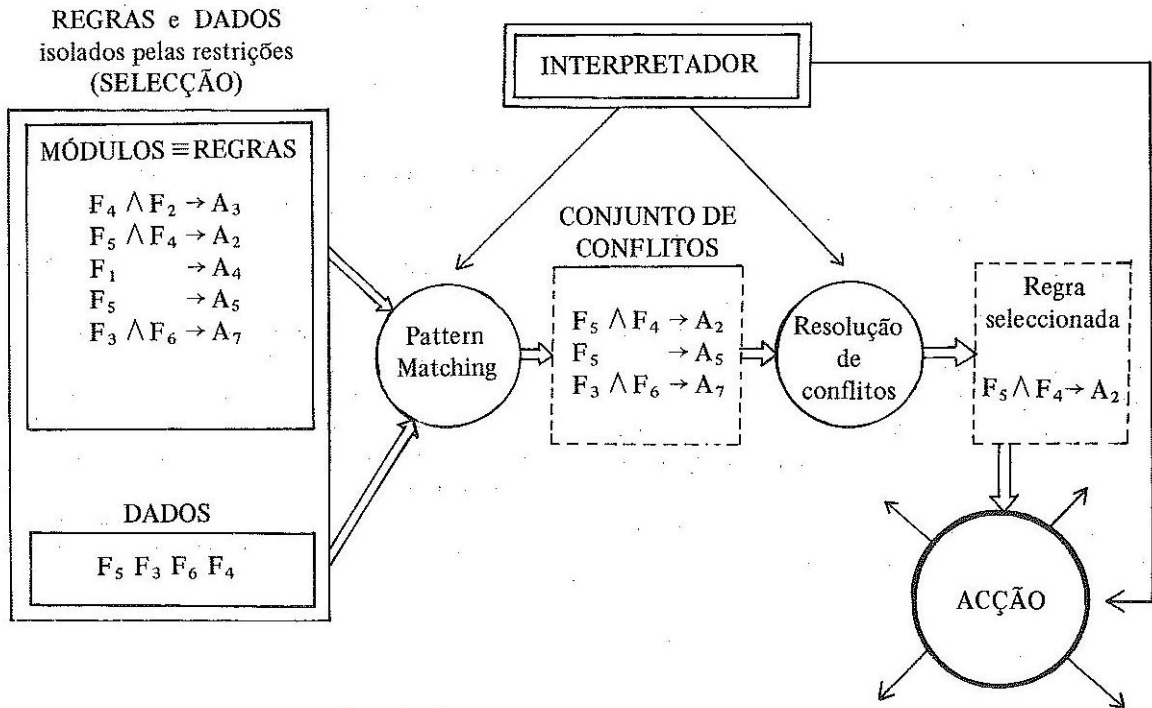 REGRAS e DADOS
isolados pelas restrições
(SELECÇÃO)
MÓDULOS ≡ REGRAS
F₄ ∧ F₂ → A₃
F₅ ∧ F₄ → A₂
F₁ → A₄
F₅ → A₅
F₃ ∧ F₆ → A₇
DADOS
F₅ F₃ F₆ F₄
INTERPRETADOR
Pattern
Matching
CONJUNTO DE
CONFLITOS
F₅ ∧ F₄ → A₂
F₅ → A₅
F₃ ∧ F₆ → A₇
Resolução
de
conflitos
Regra
seleccionada
F₅ ∧ F₄ → A₂
ACÇÃO